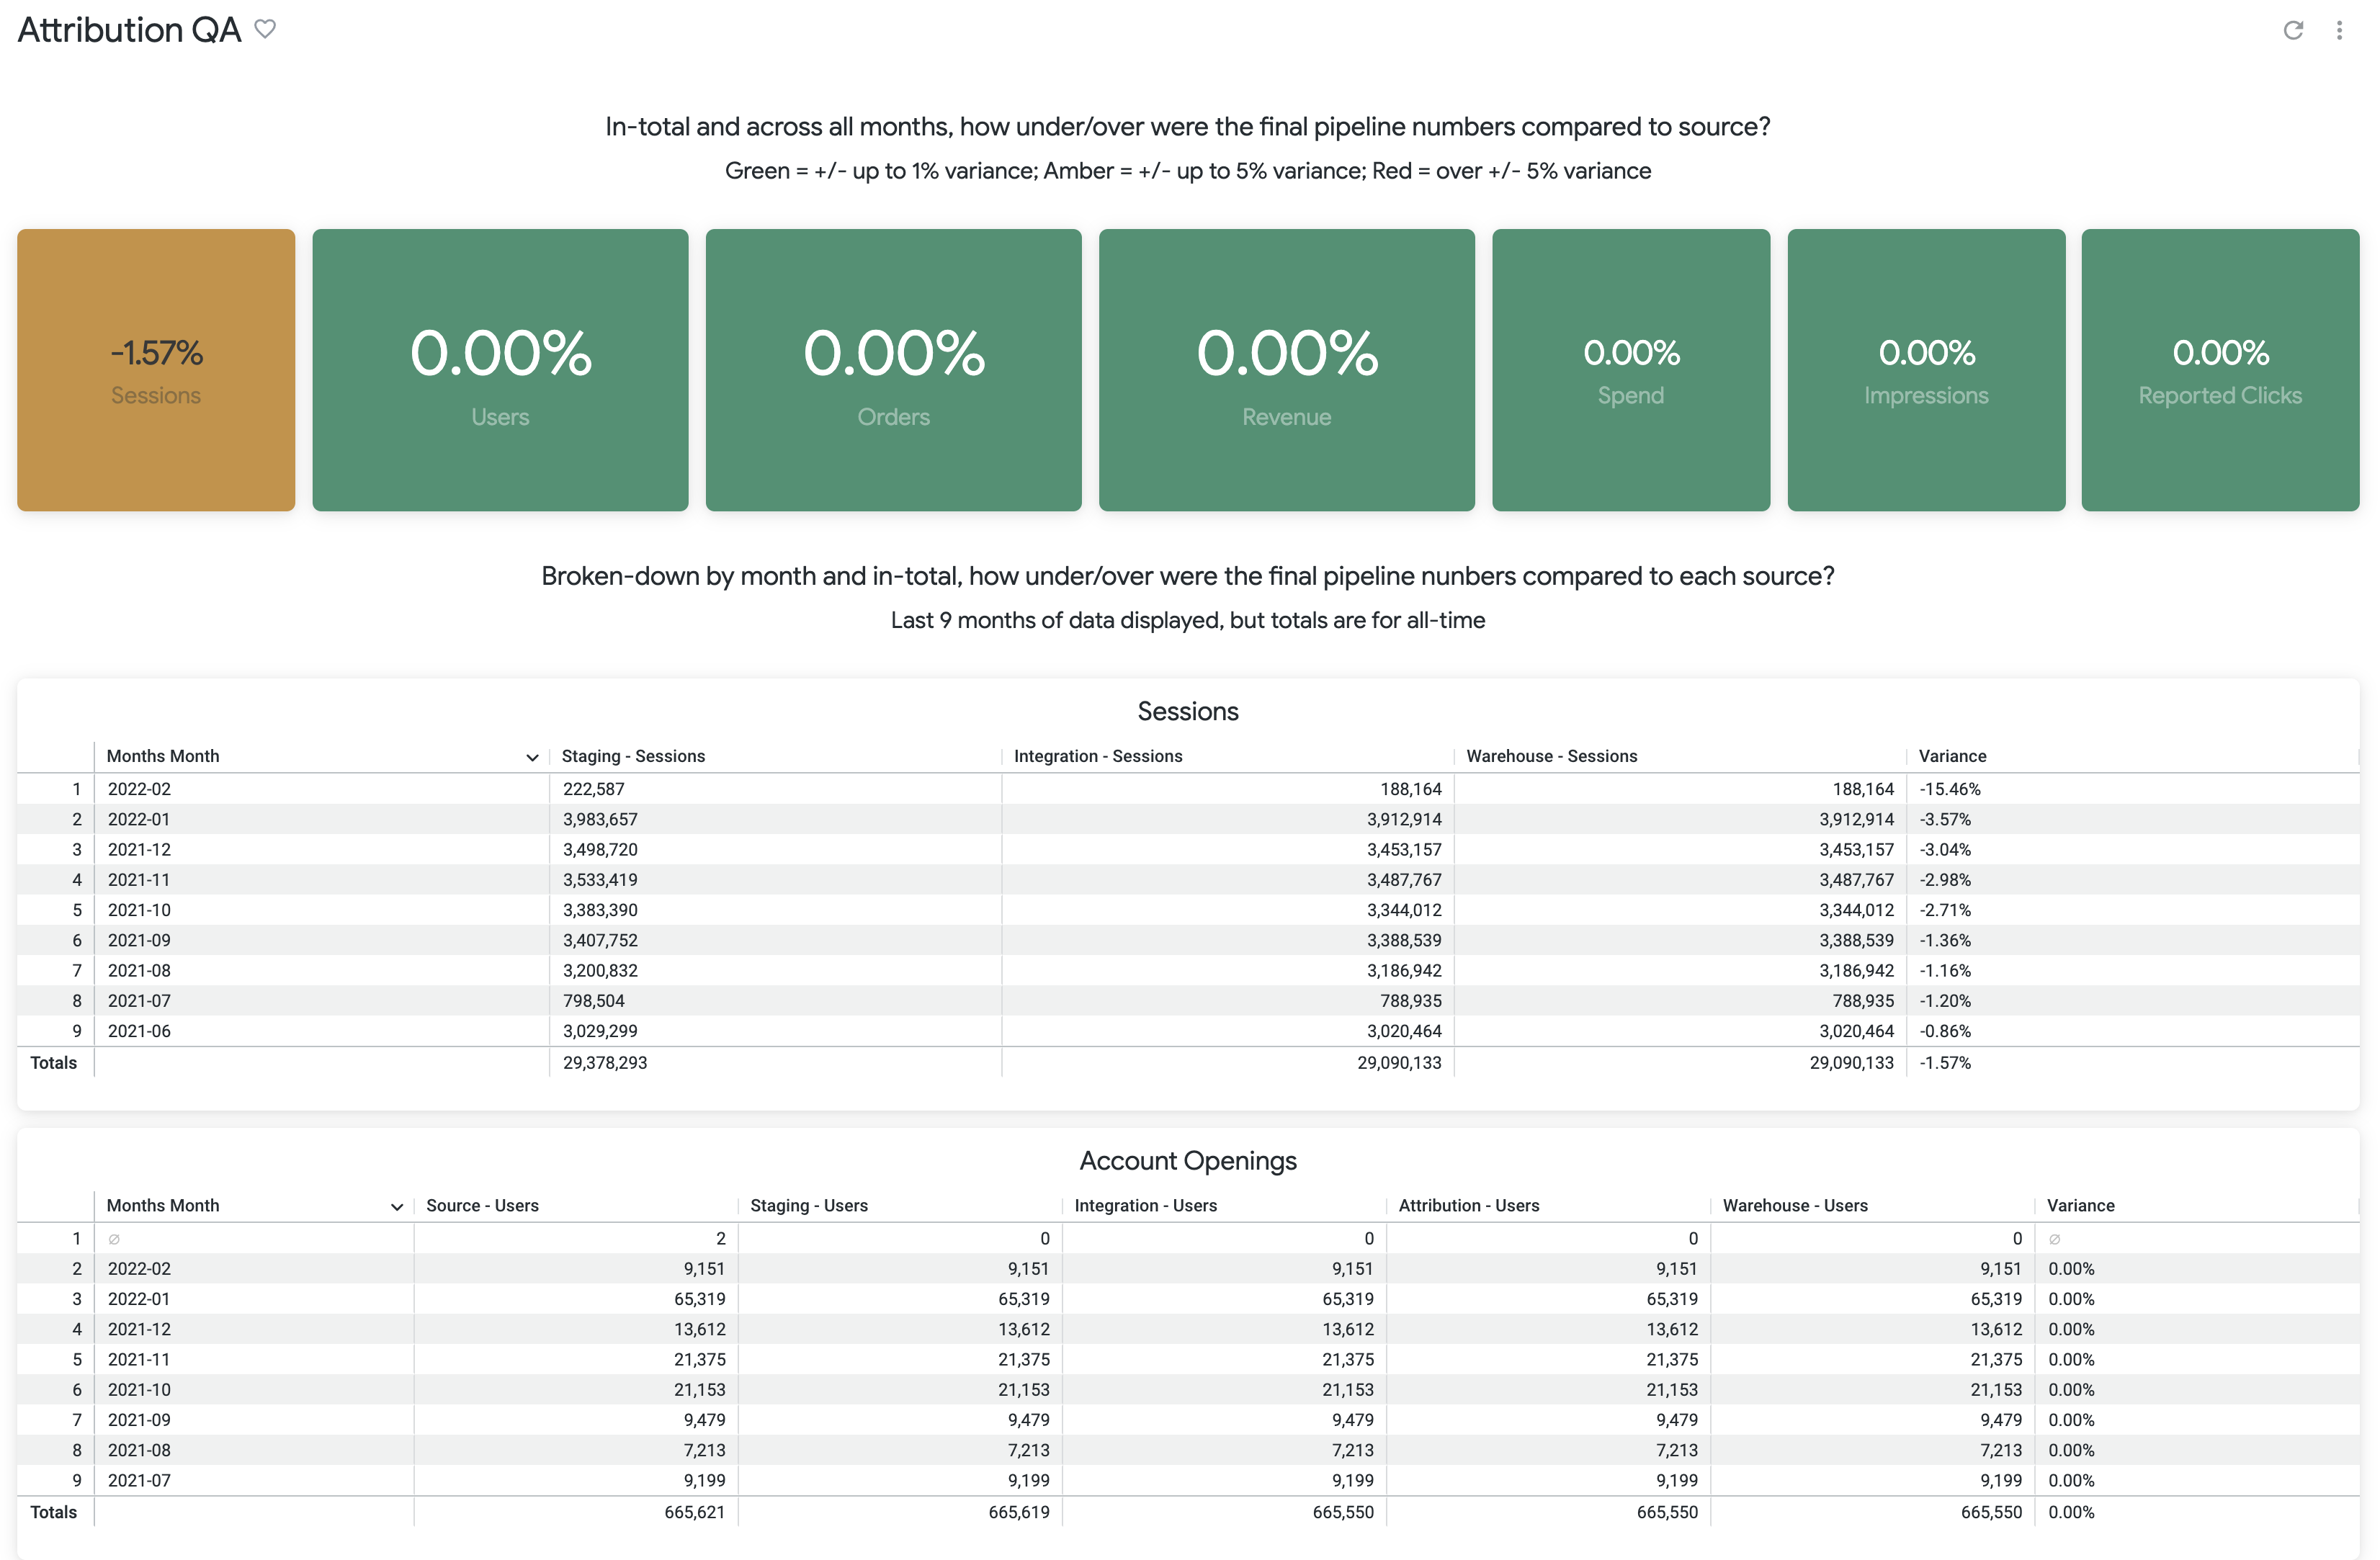 Attribution QA
In-total and across all months, how under/over were the final pipeline numbers compared to source?
Green = +/- up to 1% variance; Amber = +/- up to 5% variance; Red = over +/- 5% variance
-1.57% 0.00% 0.00% 0.00% 0.00% 0.00% 0.00%
Sessions Users Orders Revenue Spend Impressions Reported Clicks
Broken-down by month and in-total, how under/over were the final pipeline nunbers compared to each source?
Last 9 months of data displayed, but totals are for all-time
Sessions
Months Month Staging - Sessions Integration - Sessions Warehouse - Sessions Variance
1 2022-02 222,587 188,164 188,164 -15.46%
2 2022-01 3,983,657 3,912,914 3,912,914 -3.57%
3 2021-12 3,498,720 3,453,157 3,453,157 -3.04%
4 2021-11 3,533,419 3,487,767 3,487,767 -2.98%
5 2021-10 3,383,390 3,344,012 3,344,012 -2.71%
6 2021-09 3,407,752 3,388,539 3,388,539 -1.36%
7 2021-08 3,200,832 3,186,942 3,186,942 -1.16%
8 2021-07 798,504 788,935 788,935 -1.20%
9 2021-06 3,029,299 3,020,464 3,020,464 -0.86%
Totals 29,378,293 29,090,133 29,090,133 -1.57%
Account Openings
Months Month Source - Users Staging - Users Integration - Users Attribution - Users Warehouse - Users Variance
1 ∅ 2 0 0 0 0 ∅
2 2022-02 9,151 9,151 9,151 9,151 9,151 0.00%
3 2022-01 65,319 65,319 65,319 65,319 65,319 0.00%
4 2021-12 13,612 13,612 13,612 13,612 13,612 0.00%
5 2021-11 21,375 21,375 21,375 21,375 21,375 0.00%
6 2021-10 21,153 21,153 21,153 21,153 21,153 0.00%
7 2021-09 9,479 9,479 9,479 9,479 9,479 0.00%
8 2021-08 7,213 7,213 7,213 7,213 7,213 0.00%
9 2021-07 9,199 9,199 9,199 9,199 9,199 0.00%
Totals 665,621 665,619 665,550 665,550 665,550 0.00%